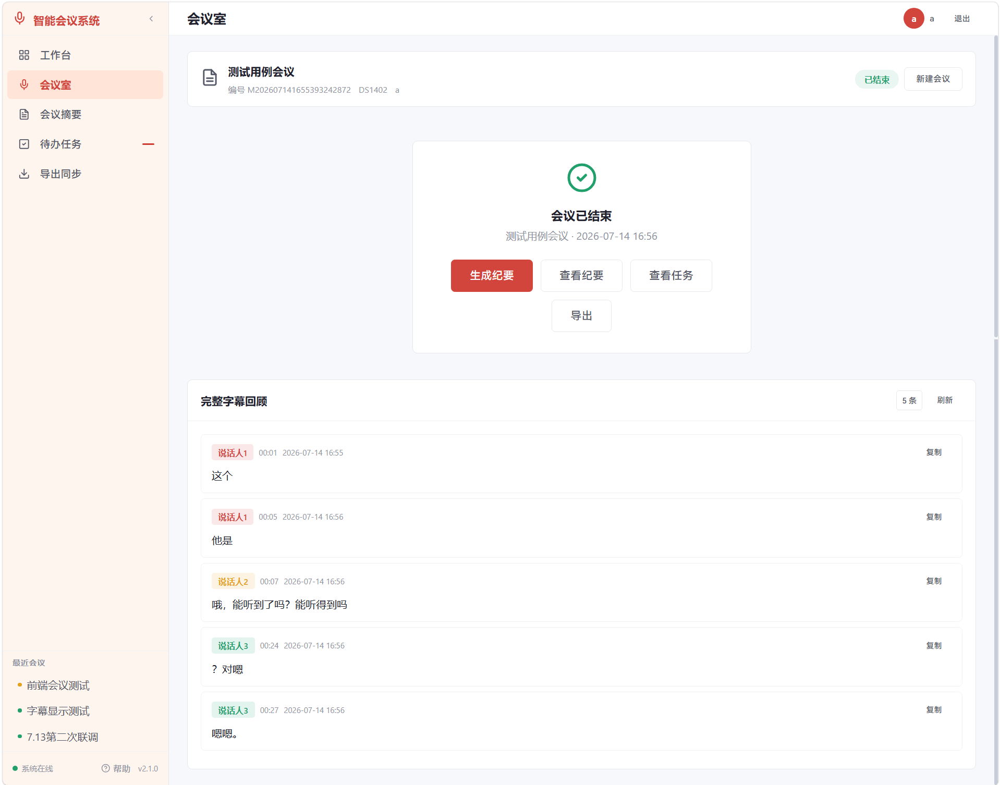 智能会议系统
工作台
会议室
会议摘要
待办任务
导出同步
最近会议
前端会议测试
字幕显示测试
7.13第二次联调
系统在线
帮助 v2.1.0
会议室
a a 退出
测试用例会议
编号 M202607141655393242872 DS1402 a
已结束 新建会议
会议已结束
测试用例会议 · 2026-07-14 16:56
生成纪要 查看纪要 查看任务
导出
完整字幕回顾
5 条 刷新
说话人1 00:01 2026-07-14 16:55 复制
这个
说话人1 00:05 2026-07-14 16:56 复制
他是
说话人2 00:07 2026-07-14 16:56 复制
哦，能听到了吗？能听得到吗
说话人3 00:24 2026-07-14 16:56 复制
？对嗯
说话人3 00:27 2026-07-14 16:56 复制
嗯嗯。